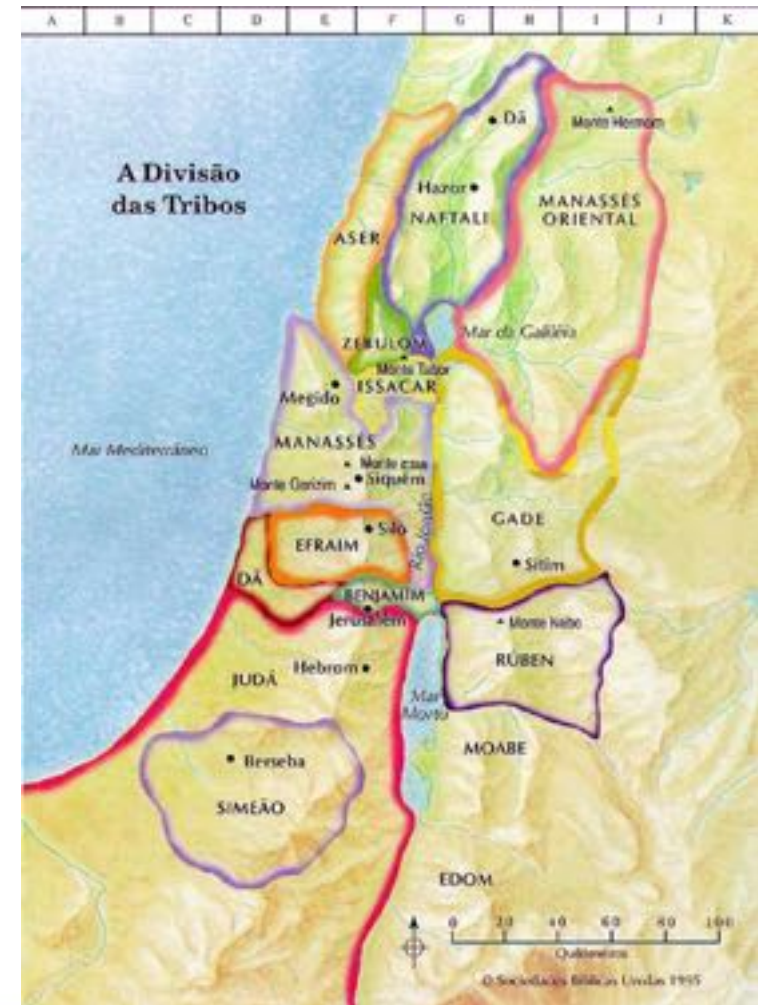 A B C D E F G H I J K
A Divisão
das Tribos
Dã
Monte Hermom
Hazor
NAFTALI
MANASSÉS
ORIENTAL
ASER
Mar da Galiléia
ZEBULOM
Monte Tabor
ISSACAR
Megido
MANASSÉS
Mar Mediterrâneo
Monte
Siquém
Monte Gerizim
Rio Jordão
Siló
EFRAIM
GADE
Sitim
DÃ
BENJAMIM
Jerusalém
Monte Nebo
RÚBEN
Hebrom
JUDÁ
Mar
Morto
MOABE
Berseba
SIMEÃO
EDOM
0 20 40 60 80 100
Quilômetros
© Sociedades Bíblicas Unidas 1995